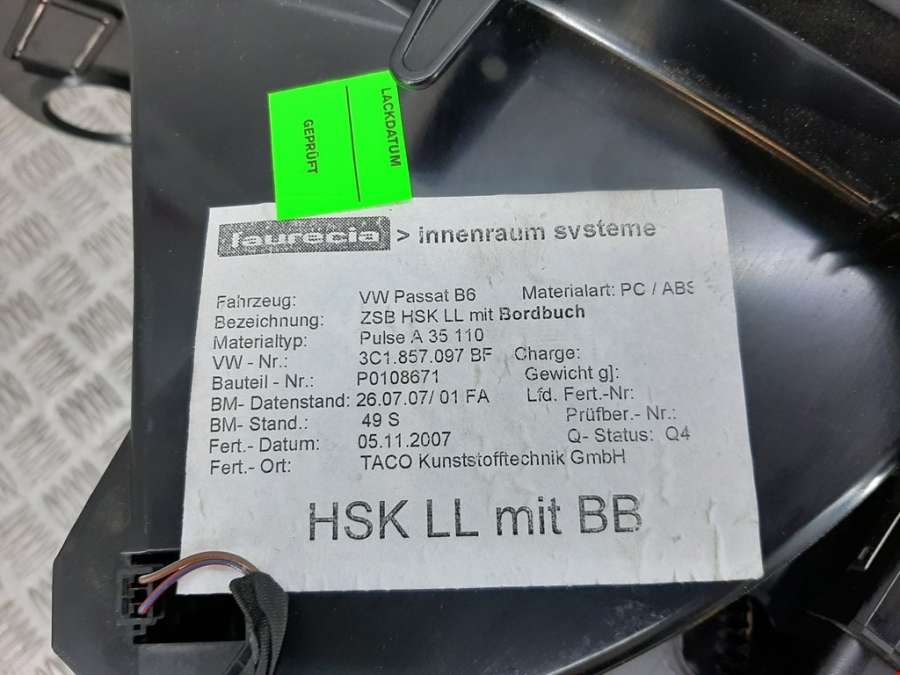 LACKDATUM
GEPRÜFT
faurecia > innenraum systeme
Fahrzeug: VW Passat B6 Materialart: PC / ABS
Bezeichnung: ZSB HSK LL mit Bordbuch
Materialtyp: Pulse A 35 110
VW - Nr.: 3C1.857.097 BF Charge:
Bauteil - Nr.: P0108671 Gewicht g]:
BM- Datenstand: 26.07.07/ 01 FA Lfd. Fert.-Nr:
BM- Stand.: 49 S Prüfber.- Nr.:
Fert.- Datum: 05.11.2007 Q- Status: Q4
Fert.- Ort: TACO Kunststofftechnik GmbH
HSK LL mit BB